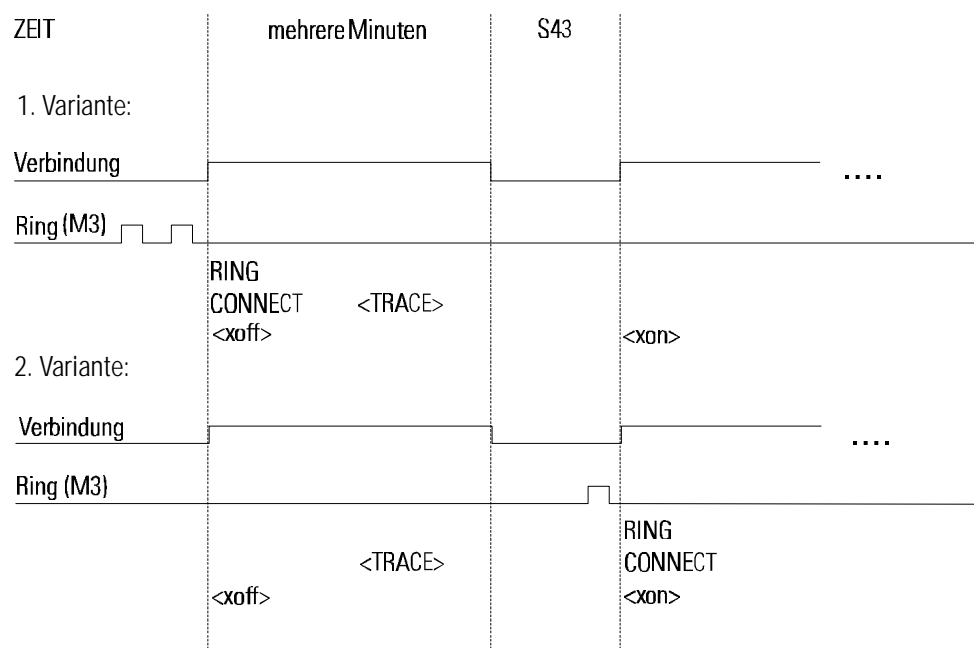 ZEIT mehrere Minuten S43
1. Variante:
Verbindung ....
Ring (M3)
RING
CONNECT <TRACE>
<xoff> <xon>
2. Variante:
Verbindung ....
Ring (M3)
RING
<TRACE> CONNECT
<xoff> <xon>